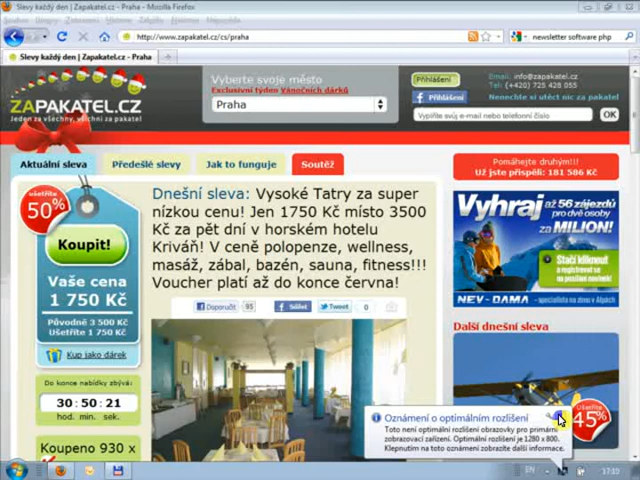 Slevy každý den | Zapakatel.cz - Praha - Mozilla Firefox
http://www.zapakatel.cz/cs/praha
newsletter software php
Slevy každý den | Zapakatel.cz - Praha
ZAPAKATEL.CZ
Jeden za všechny, všichni za pakatel!
Vyberte svoje město
Exclusivní týden Vánočních dárků
Praha
Přihlášení
Přihlášení
Email: info@zapakatel.cz
Tel: (+420) 725 428 055
Nenechte si utéct nic za pakatel
Vyplňte svůj e-mail nebo telefonní číslo
OK
Aktuální sleva
Předešlé slevy
Jak to funguje
Soutěž
Pomáhejte druhým!!!
Už jste přispěli: 181 586 Kč
ušetříte
50%
Koupit!
Vaše cena
1 750 Kč
Původně 3 500 Kč
Ušetříte 1 750 Kč
Kup jako dárek
Do konce nabídky zbývá:
30 : 50 : 21
hod. min. sek.
Koupeno 930 x
Dnešní sleva: Vysoké Tatry za super
nízkou cenu! Jen 1750 Kč místo 3500
Kč za pět dní v horském hotelu
Kriváň! V ceně polopenze, wellness,
masáž, zábal, bazén, sauna, fitness!!!
Voucher platí až do konce června!
Doporučit
95
Sdílet
Tweet
0
Vyhraj až 56 zájezdů
pro dvě osoby
za MILION!
Stačí kliknout
a registrovat se
NEV-DAMA - specialista na zimu v Alpách
Další dnešní sleva
Ušetříte
45%
Oznámení o optimálním rozlišení
Toto není optimální rozlišení obrazovky pro primární
zobrazovací zařízení. Optimální rozlišení je 1280 x 800.
Klepnutím na toto oznámení zobrazíte další informace.
EN